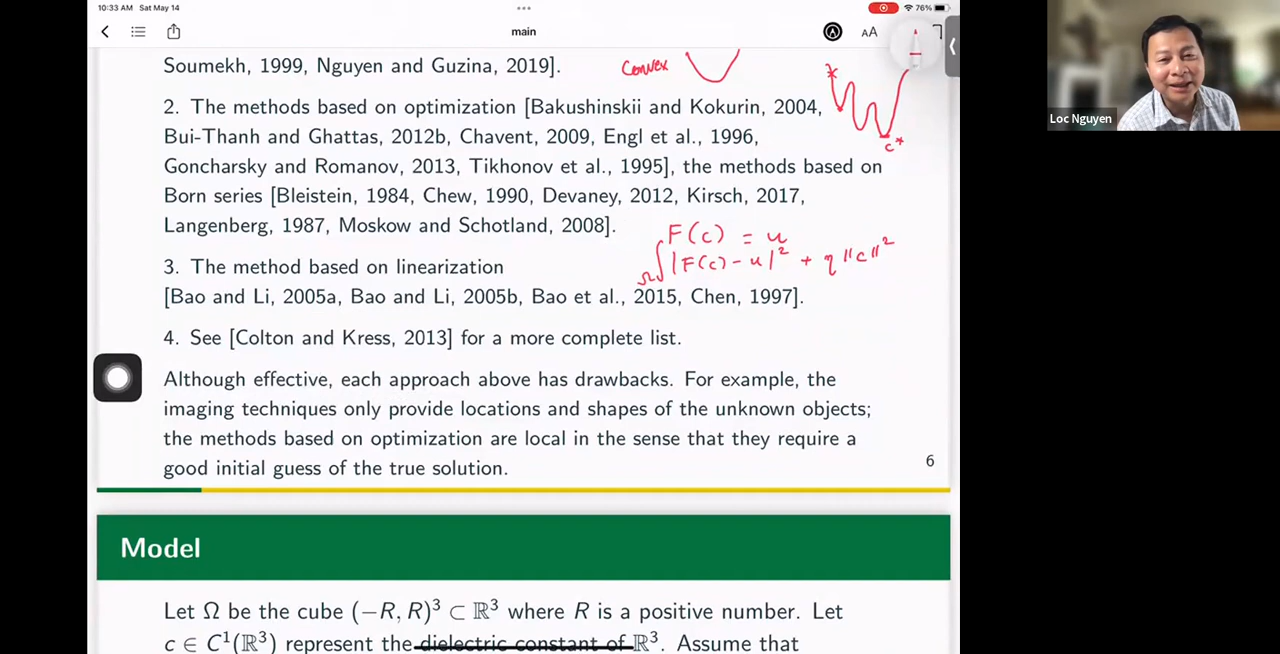 10:33 AM Sat May 14
76%
main
AA
Soumekh, 1999, Nguyen and Guzina, 2019].
Convex
2. The methods based on optimization [Bakushinskii and Kokurin, 2004,
Bui-Thanh and Ghattas, 2012b, Chavent, 2009, Engl et al., 1996,
c*
Goncharsky and Romanov, 2013, Tikhonov et al., 1995], the methods based on
Born series [Bleistein, 1984, Chew, 1990, Devaney, 2012, Kirsch, 2017,
Langenberg, 1987, Moskow and Schotland, 2008].
F(c) = u
∫Ω |F(c) - u|² + η ||c||²
3. The method based on linearization
[Bao and Li, 2005a, Bao and Li, 2005b, Bao et al., 2015, Chen, 1997].
4. See [Colton and Kress, 2013] for a more complete list.
Although effective, each approach above has drawbacks. For example, the
imaging techniques only provide locations and shapes of the unknown objects;
the methods based on optimization are local in the sense that they require a
good initial guess of the true solution.
6
Model
Let Ω be the cube (−R, R)³ ⊂ ℝ³ where R is a positive number. Let
c ∈ C¹(ℝ³) represent the dielectric constant of ℝ³. Assume that
Loc Nguyen